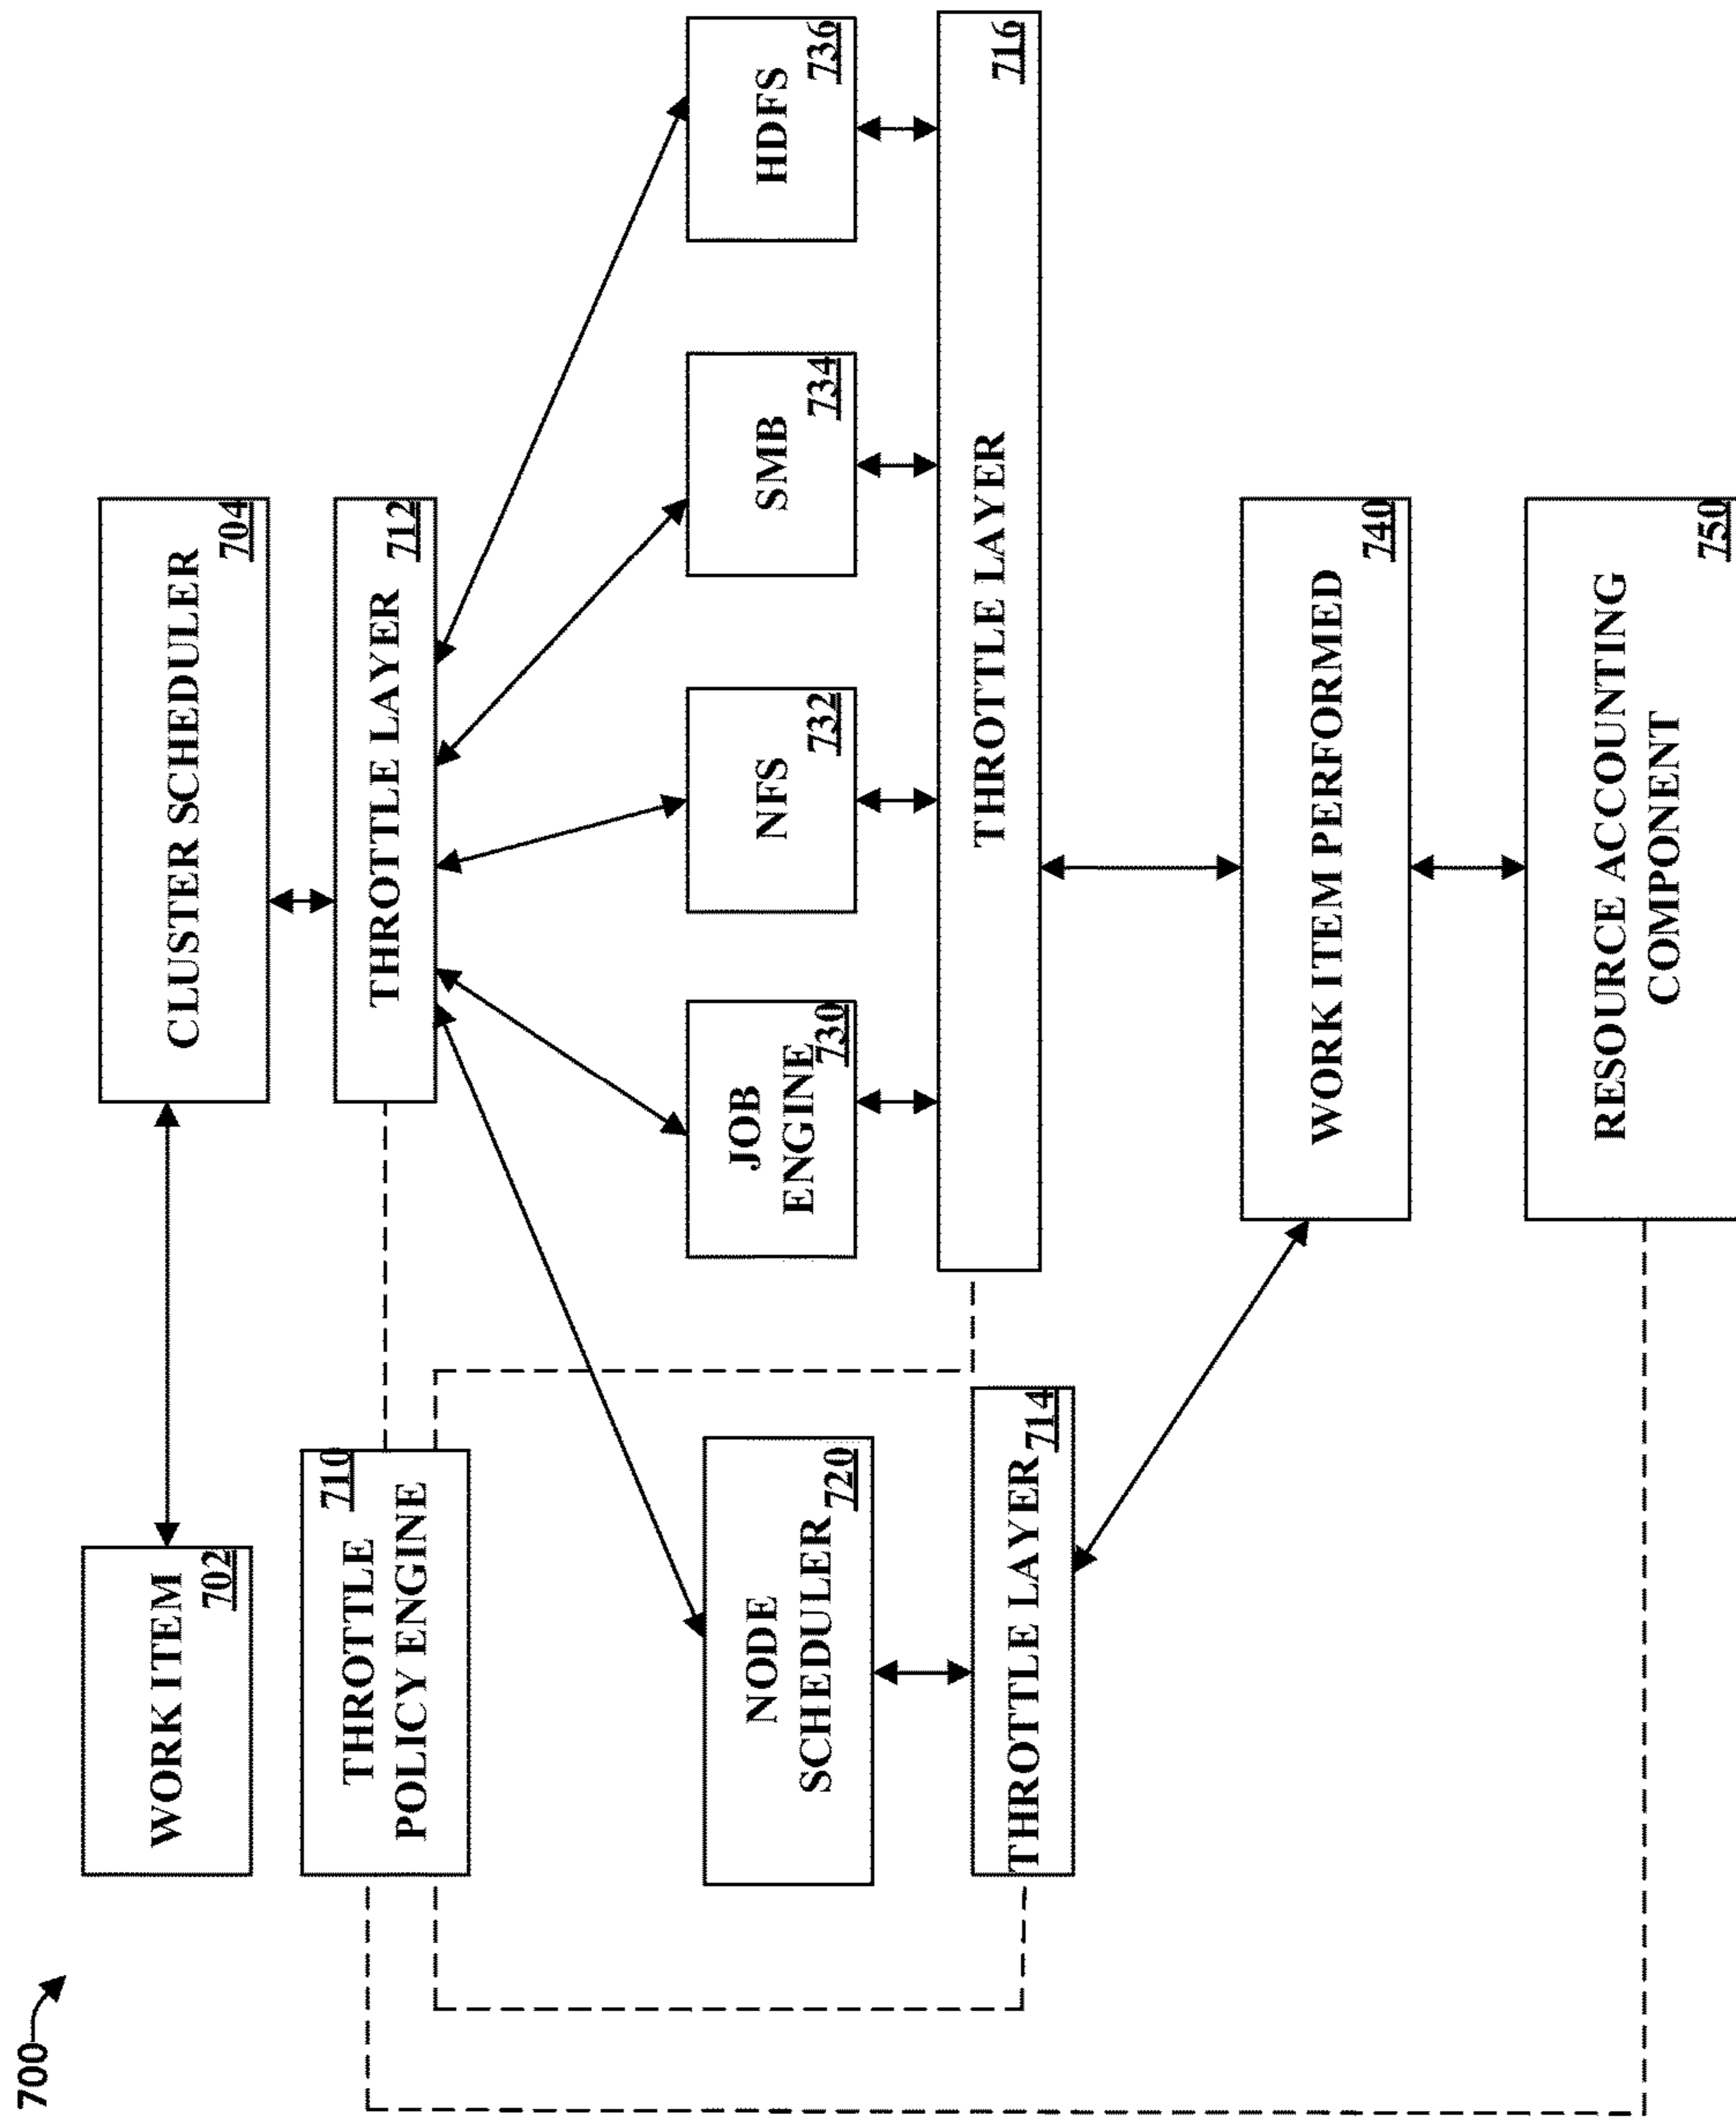 700
WORK ITEM
702
CLUSTER SCHEDULER
704
THROTTLE
POLICY ENGINE
710
THROTTLE LAYER
712
NODE
SCHEDULER
720
JOB
ENGINE
730
NFS
732
SMB
734
HDFS
736
THROTTLE LAYER
714
THROTTLE LAYER
716
WORK ITEM PERFORMED
740
RESOURCE ACCOUNTING
COMPONENT
750